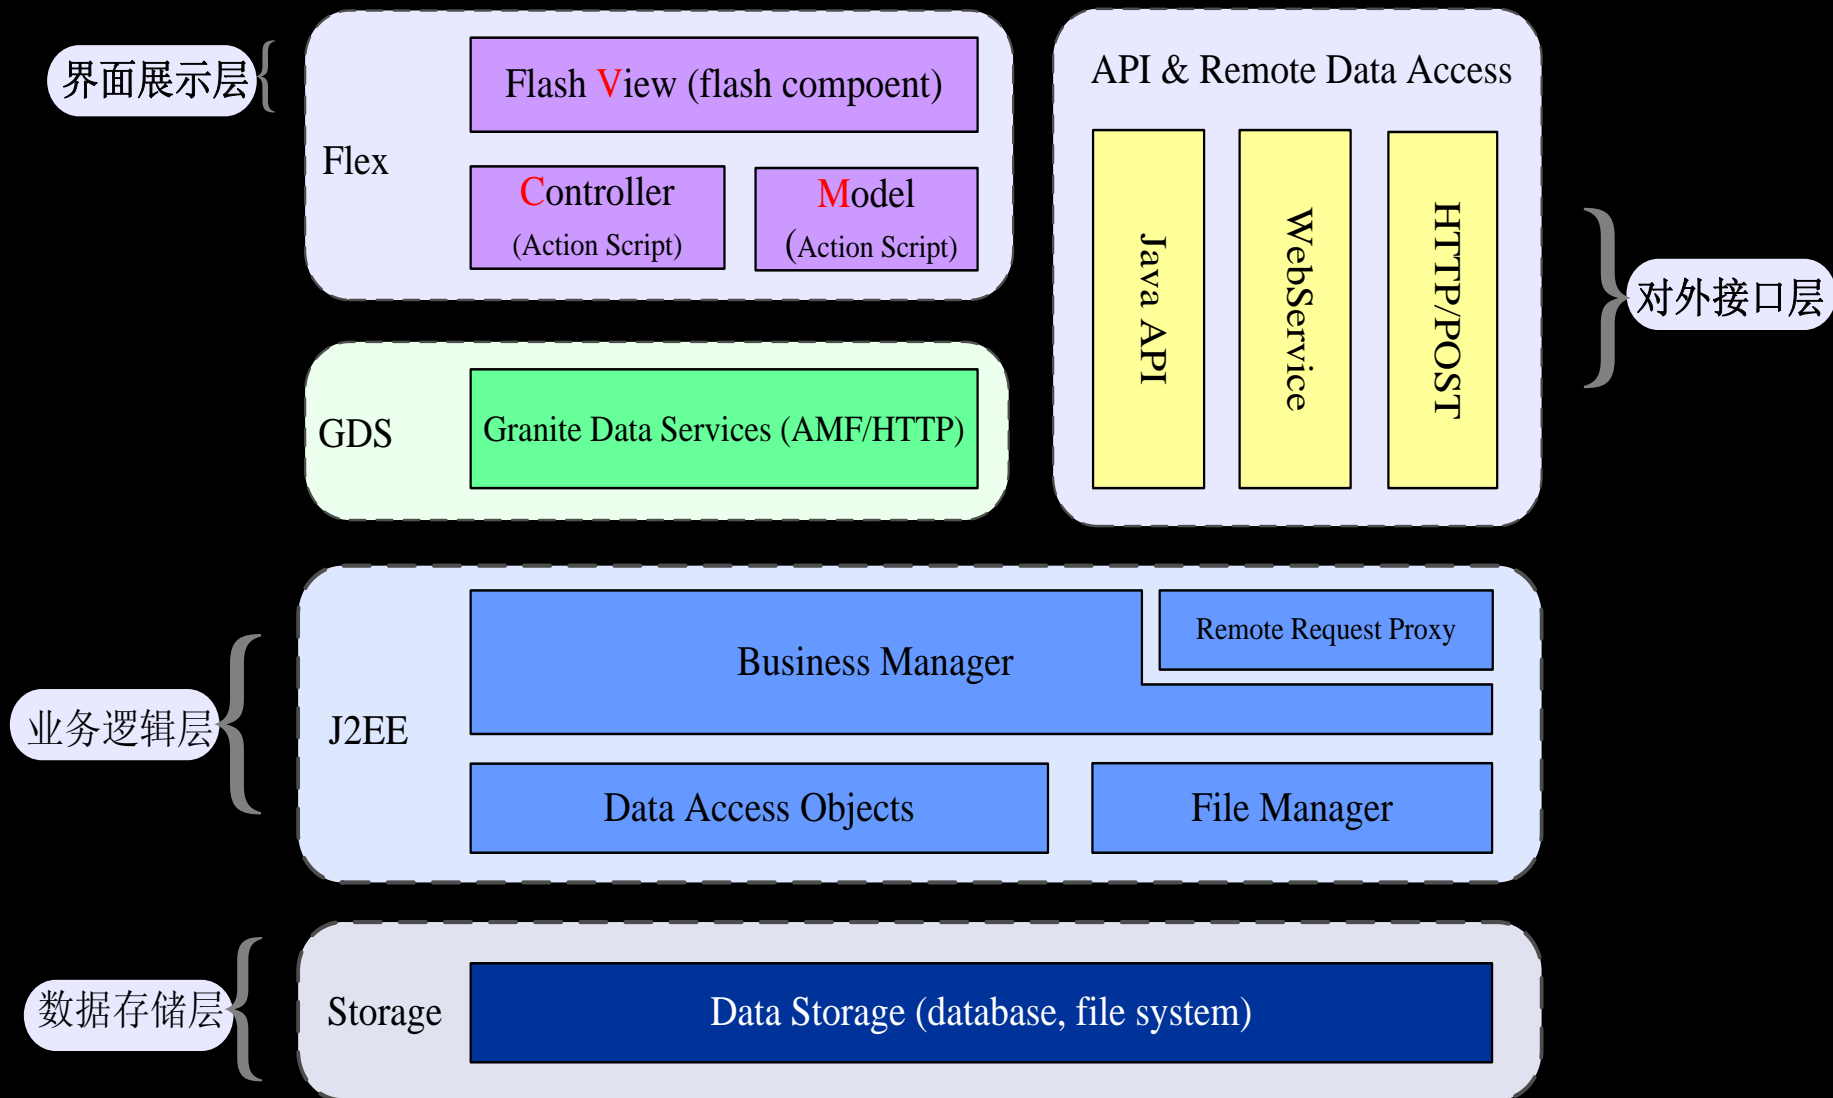 界面展示层
Flex
Flash View (flash compoent)
Controller
(Action Script)
Model
(Action Script)
API & Remote Data Access
Java API
WebService
HTTP/POST
对外接口层
GDS
Granite Data Services (AMF/HTTP)
业务逻辑层
J2EE
Business Manager
Remote Request Proxy
Data Access Objects
File Manager
数据存储层
Storage
Data Storage (database, file system)